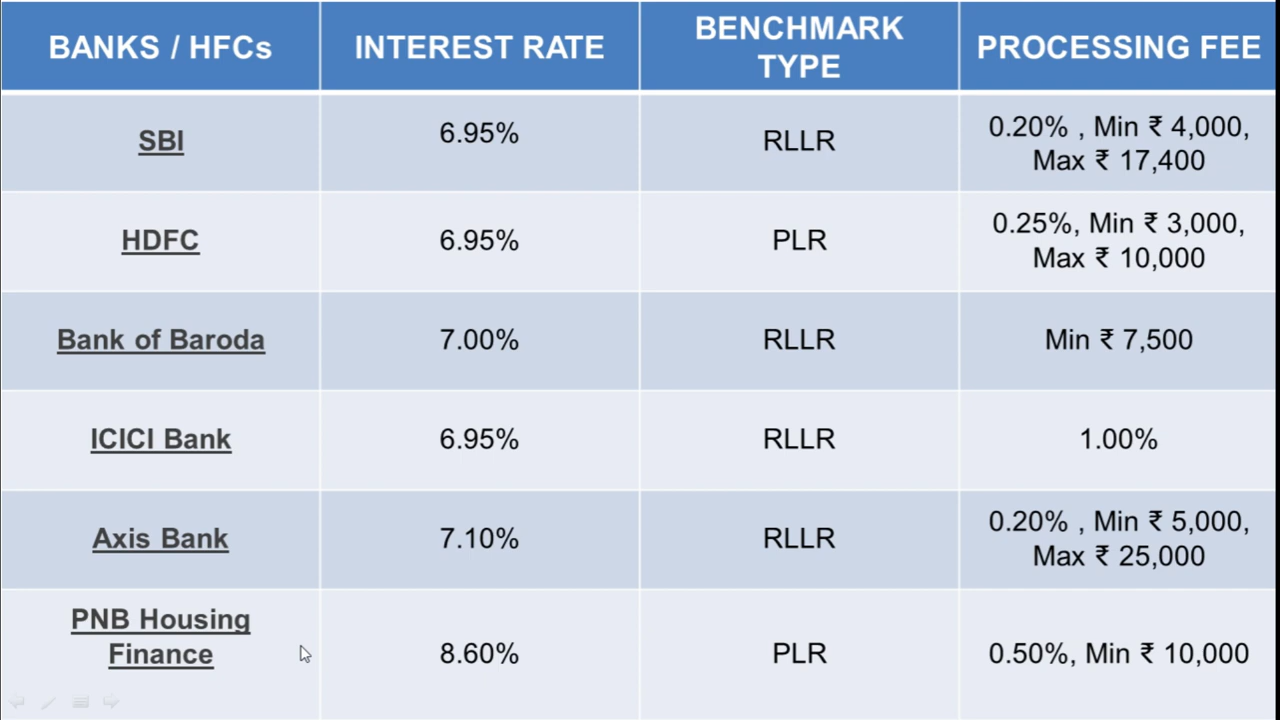 BANKS / HFCs
INTEREST RATE
BENCHMARK
TYPE
PROCESSING FEE
SBI
6.95%
RLLR
0.20% , Min ₹ 4,000,
Max ₹ 17,400
HDFC
6.95%
PLR
0.25%, Min ₹ 3,000,
Max ₹ 10,000
Bank of Baroda
7.00%
RLLR
Min ₹ 7,500
ICICI Bank
6.95%
RLLR
1.00%
Axis Bank
7.10%
RLLR
0.20% , Min ₹ 5,000,
Max ₹ 25,000
PNB Housing
Finance
8.60%
PLR
0.50%, Min ₹ 10,000